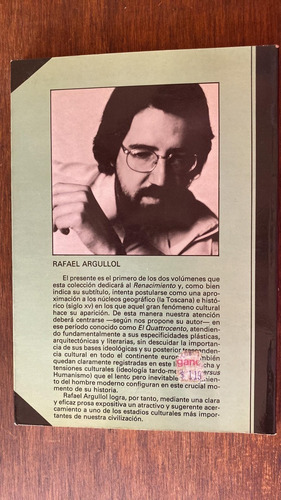 RAFAEL ARGULLOL
El presente es el primero de los dos volúmenes que
esta colección dedicará al Renacimiento y, como bien
indica su subtítulo, intenta postularse como una apro-
ximación a los núcleos geográfico (la Toscana) e histó-
rico (siglo XV) en los que aquel gran fenómeno cultural
hace su aparición. De esta manera nuestra atención
deberá centrarse —según nos propone su autor— en
ese período conocido como El Quattrocento, atendien-
do fundamentalmente a sus especificidades plásticas,
arquitectónicas y literarias, sin descuidar la importan-
cia de sus bases ideológicas y su posterior trascenden-
cia cultural en todo el continente europeo.
quedan claramente registradas en este
tensiones culturales (ideología tardo-me versus
Humanismo) que el lento pero inevitable
to del hombre moderno configuran en este crucial mo-
mento de su historia.
Rafael Argullol logra, por tanto, mediante una clara
y eficaz prosa expositiva un atractivo y sugerente acer-
camiento a uno de los estadios culturales más impor-
tantes de nuestra civilización.